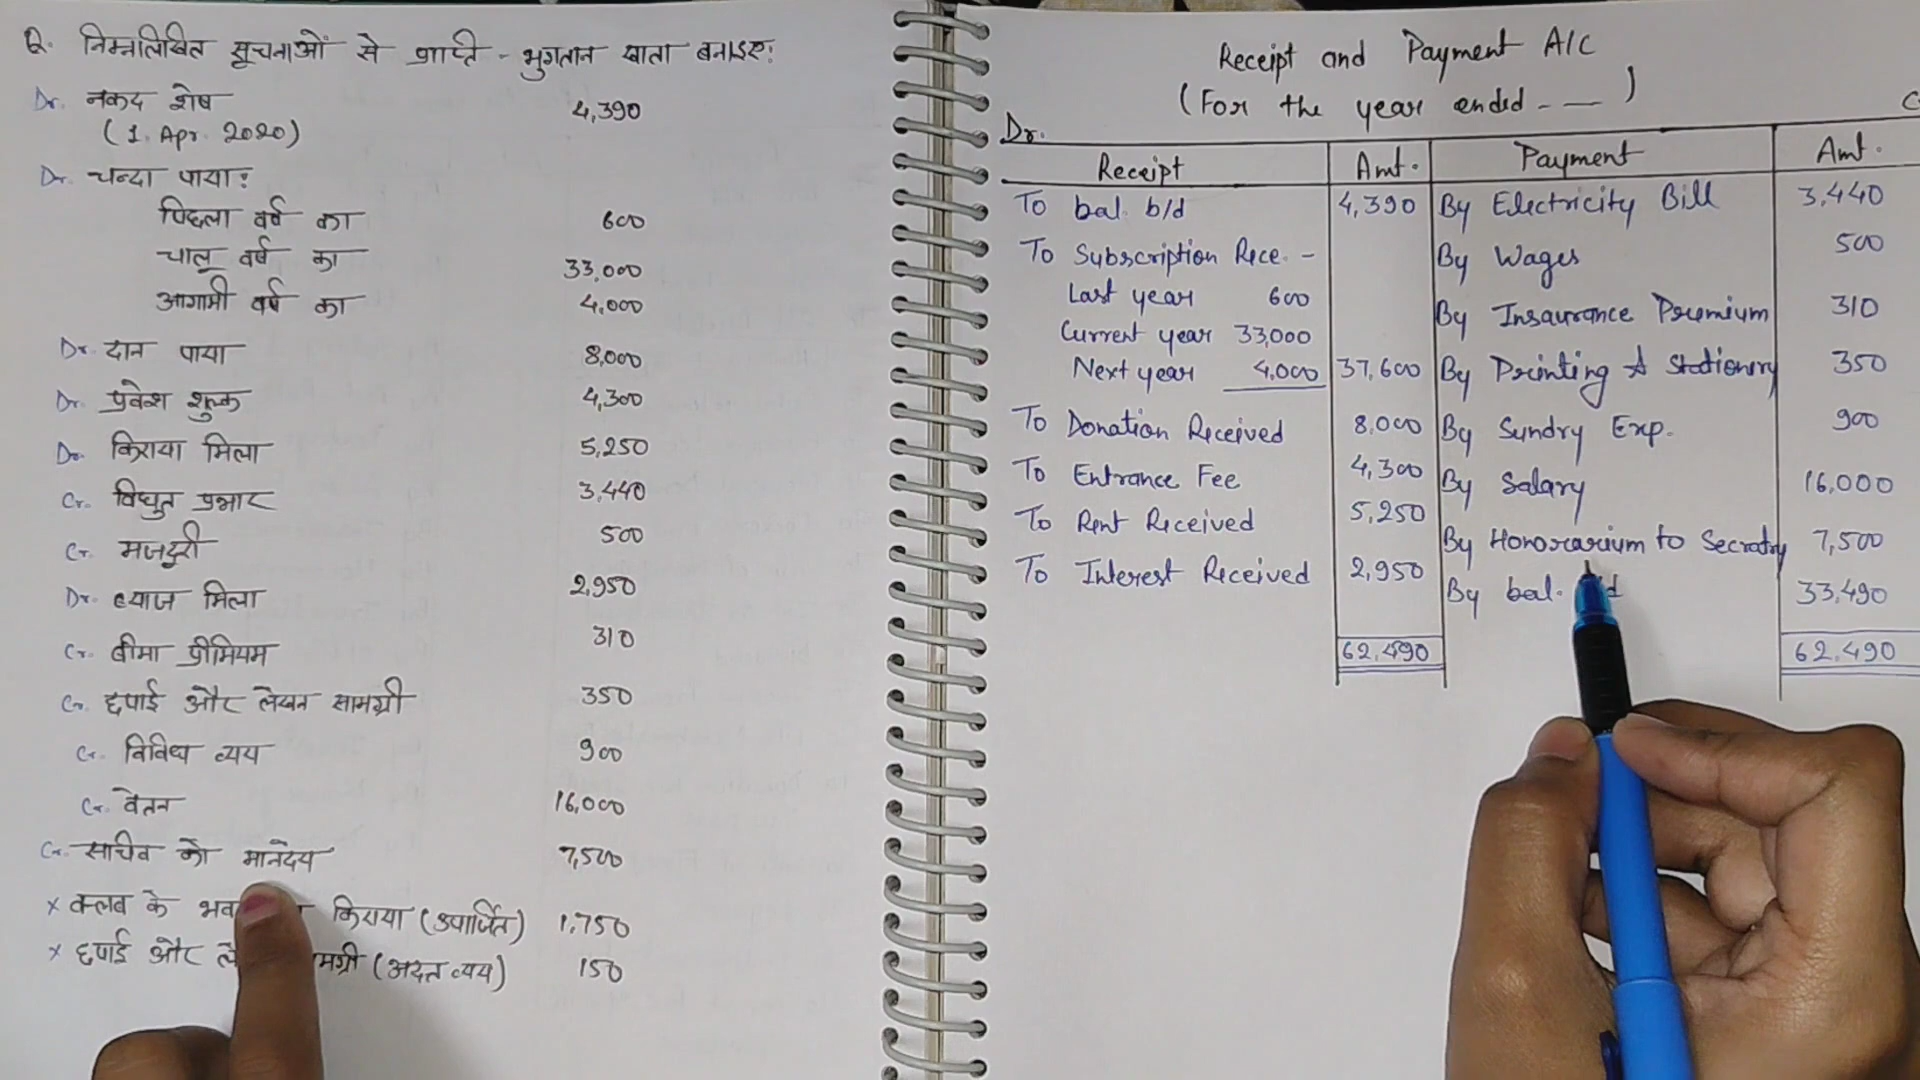 Q. निम्नलिखित सूचनाओं से प्राप्ति - भुगतान खाता बनाइए:
Dr. नकद शेष 4,390
(1. Apr. 2020)
Dr. चन्दा पाया:
पिछला वर्ष का 600
चालू वर्ष का 33,000
आगामी वर्ष का 4,000
Dr. दान पाया 8,000
Dr. प्रवेश शुल्क 4,300
Dr. किराया मिला 5,250
Cr. विद्युत प्रभार 3,440
Cr. मजदूरी 500
Dr. ब्याज मिला 2,950
Cr. बीमा प्रीमियम 310
Cr. छपाई और लेखन सामग्री 350
Cr. विविध व्यय 900
Cr. वेतन 16,000
Cr. सचिव को मानदेय 7,500
x क्लब के किराया (उपार्जित) 1,750
x छपाई और (अदत्त व्यय) 150
Receipt and Payment A/C
(For the year ended - — )
Dr.
Receipt Amt. Payment Amt.
To bal. b/d 4,390 By Electricity Bill 3,440
To Subscription Rece. - By Wages 500
Last year 600 By Insaurance Premium 310
Current year 33,000
Next year 4,000 37,600 By Printing & Stationery 350
To Donation Received 8,000 By Sundry Exp. 900
To Entrance Fee 4,300 By Salary 16,000
To Rent Received 5,250 By Honorarium to Secratry 7,500
To Interest Received 2,950 By bal. 33,490
62,490 62,490